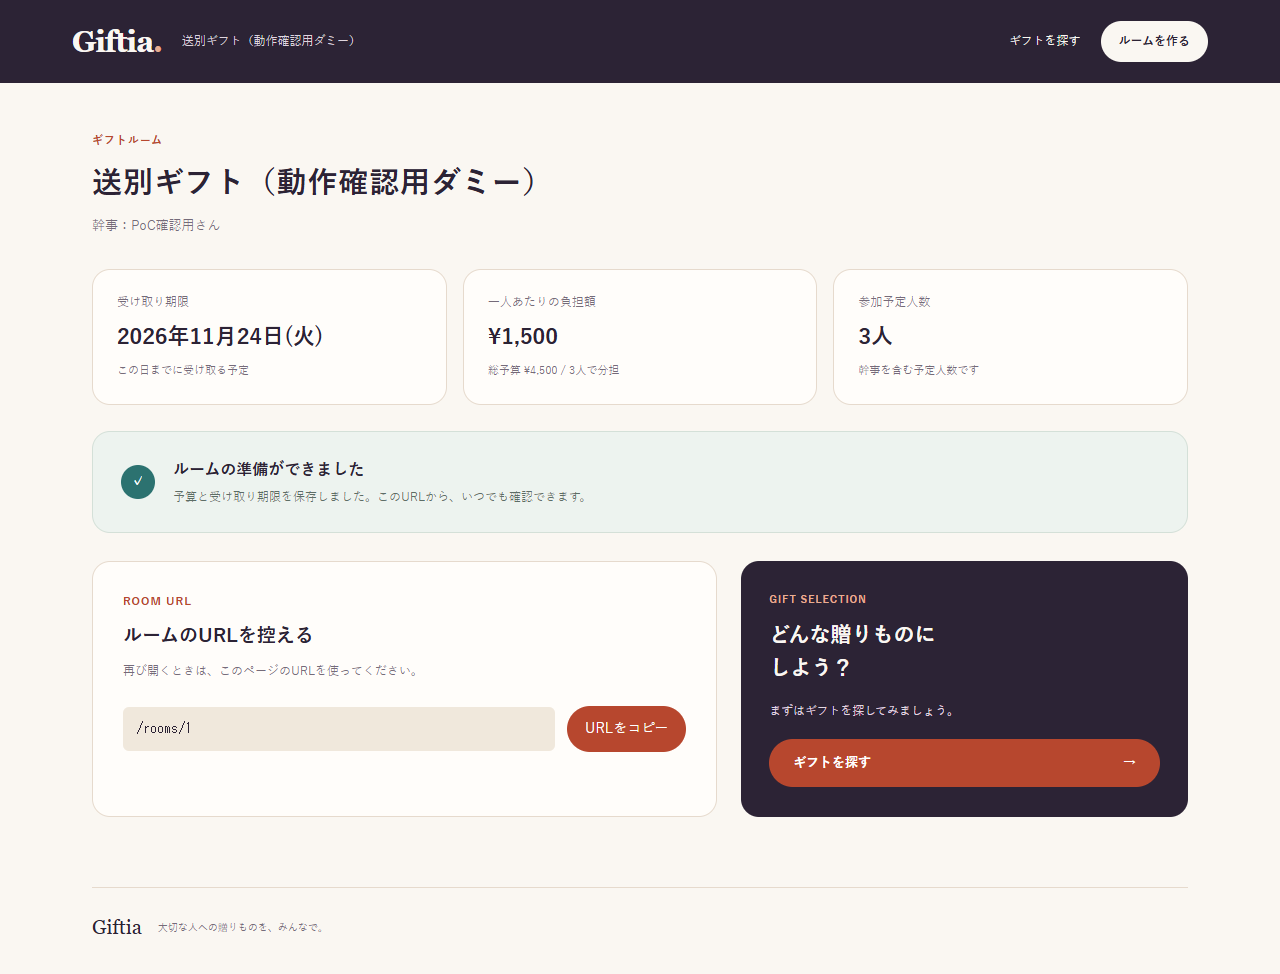 Giftia.
送別ギフト（動作確認用ダミー）
ギフトを探す
ルームを作る
ギフトルーム
送別ギフト（動作確認用ダミー）
幹事：PoC確認用さん
受け取り期限
2026年11月24日(火)
この日までに受け取る予定
一人あたりの負担額
¥1,500
総予算 ¥4,500 / 3人で分担
参加予定人数
3人
幹事を含む予定人数です
✓
ルームの準備ができました
予算と受け取り期限を保存しました。このURLから、いつでも確認できます。
ROOM URL
ルームのURLを控える
再び開くときは、このページのURLを使ってください。
/rooms/1
URLをコピー
GIFT SELECTION
どんな贈りものに
しよう？
まずはギフトを探してみましょう。
ギフトを探す →
Giftia
大切な人への贈りものを、みんなで。